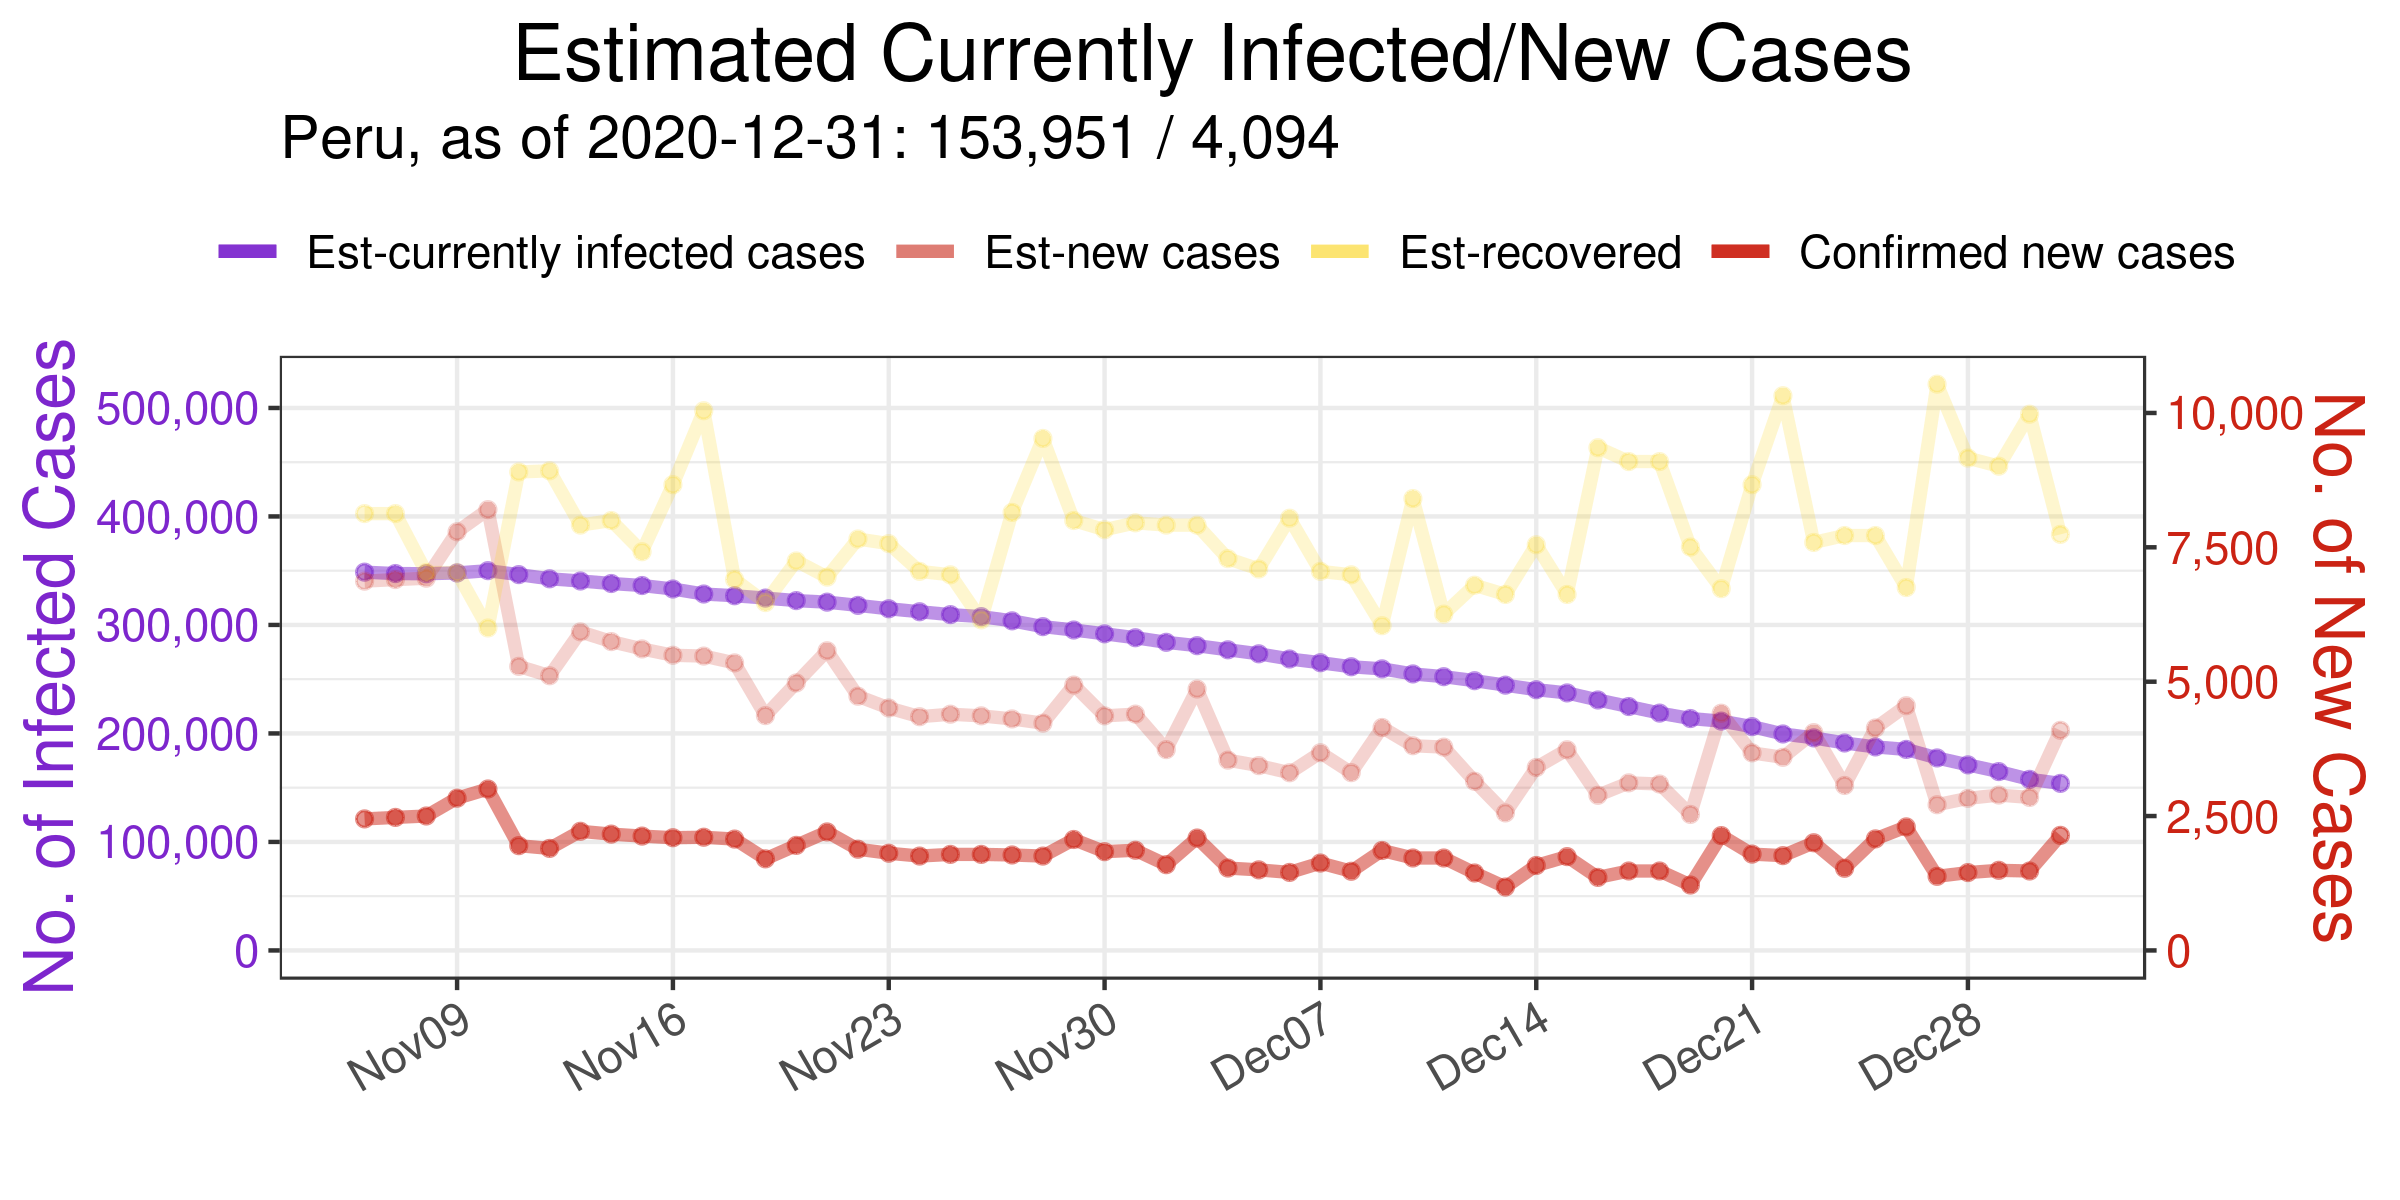 Estimated Currently Infected/New Cases
Peru, as of 2020-12-31: 153,951 / 4,094
Est-currently infected cases Est-new cases Est-recovered Confirmed new cases
No. of Infected Cases
500,000
400,000
300,000
200,000
100,000
0
10,000
7,500
5,000
2,500
0
No. of New Cases
Nov09 Nov16 Nov23 Nov30 Dec07 Dec14 Dec21 Dec28